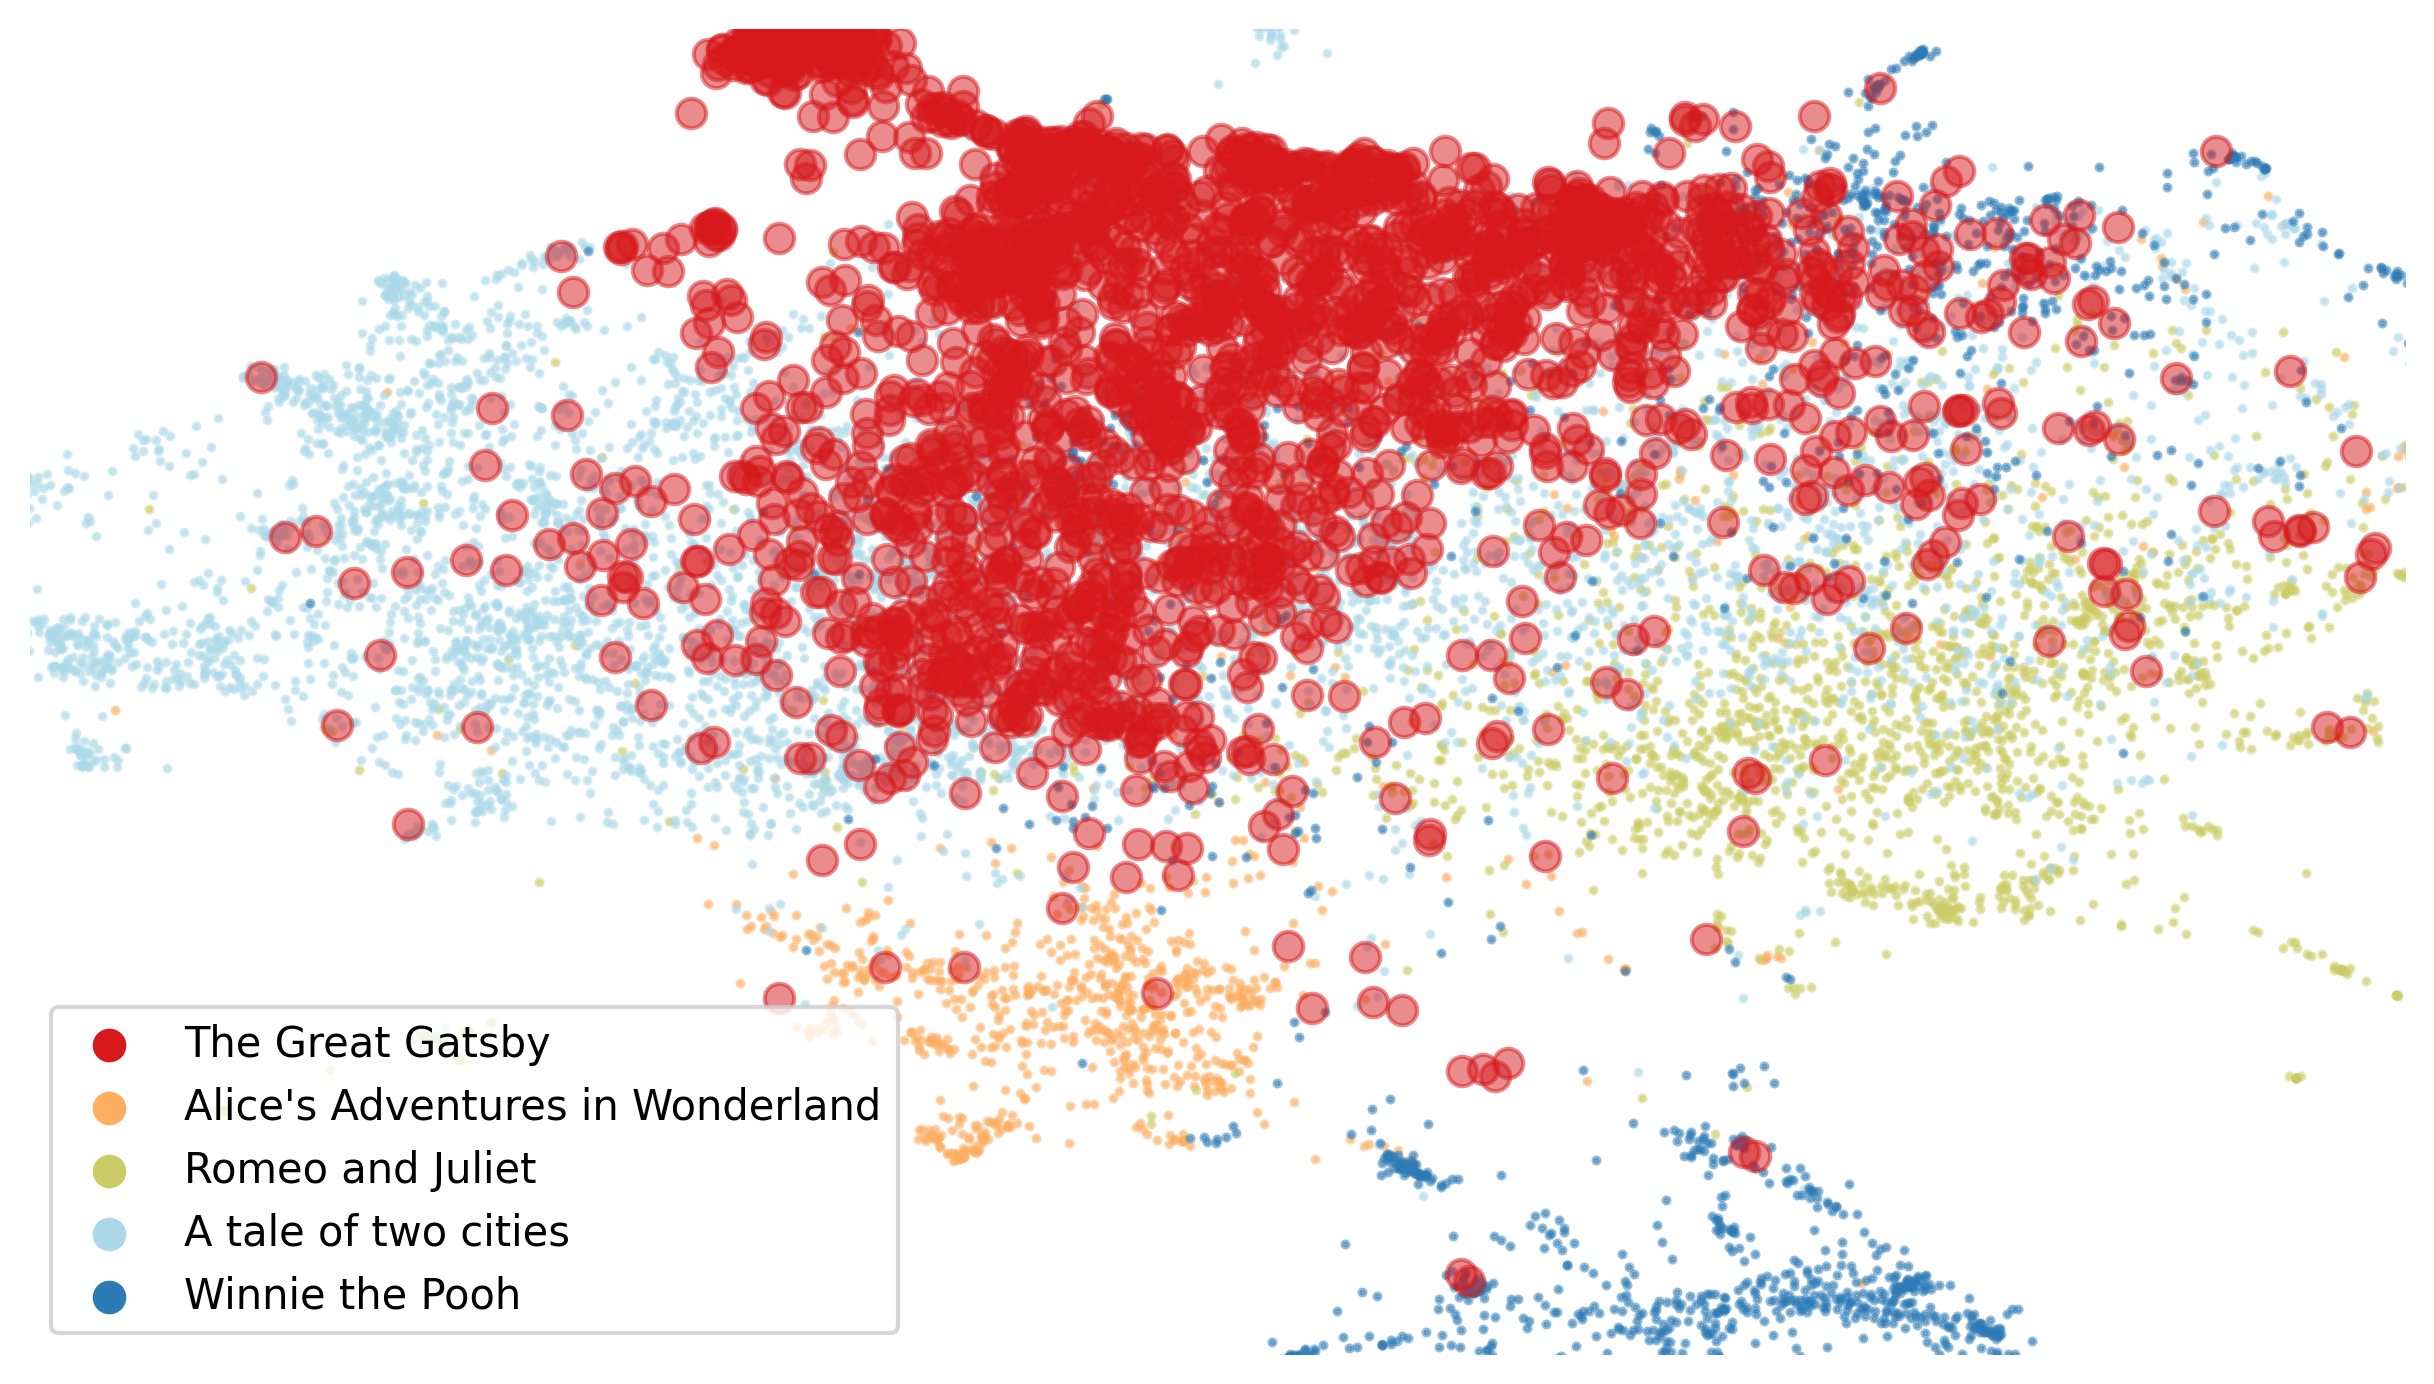 The Great Gatsby
Alice's Adventures in Wonderland
Romeo and Juliet
A tale of two cities
Winnie the Pooh